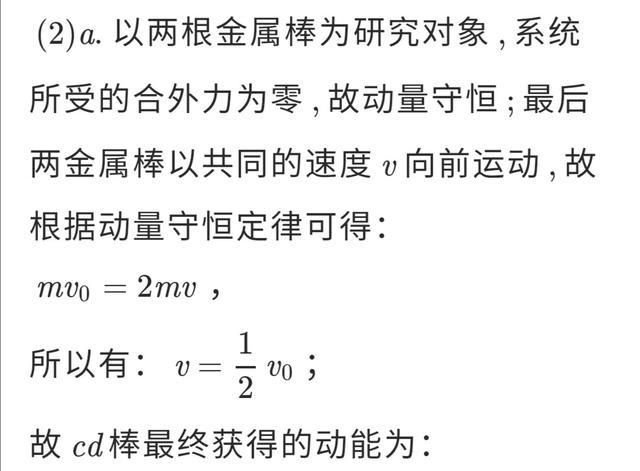 (2)a. 以两根金属棒为研究对象 , 系统
所受的合外力为零 , 故动量守恒 ; 最后
两金属棒以共同的速度 v 向前运动 , 故
根据动量守恒定律可得：
mv₀ = 2mv ，
所以有： v = 1/2 v₀ ；
故 cd 棒最终获得的动能为：